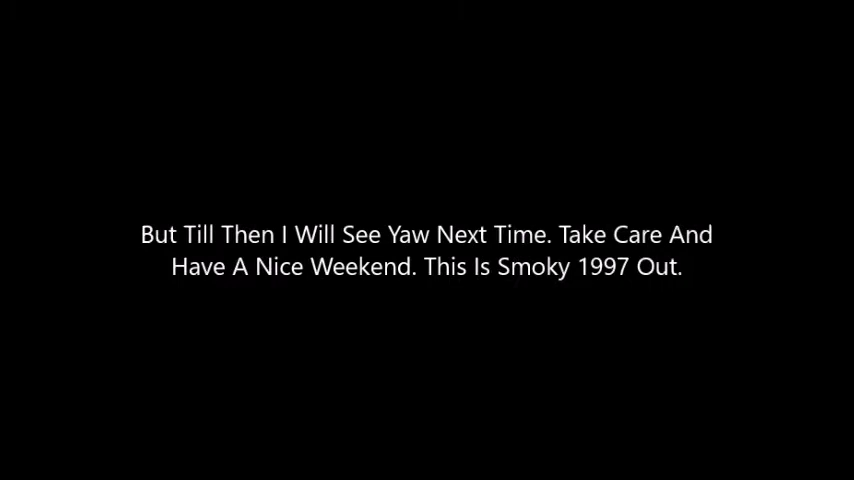 But Till Then I Will See Yaw Next Time. Take Care And
Have A Nice Weekend. This Is Smoky 1997 Out.